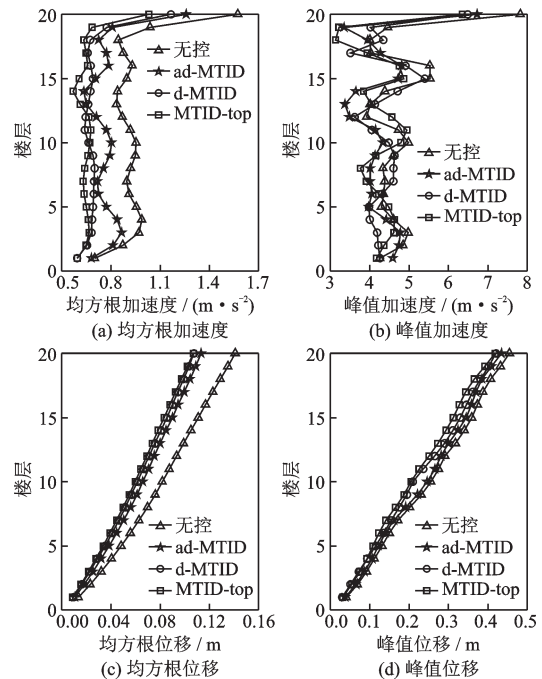 20
15
10
5
0
楼层
无控
ad-MTID
d-MTID
MTID-top
0.5 0.8 1.1 1.4 1.7
均方根加速度 / (m·s⁻²)
(a) 均方根加速度
20
15
10
5
0
楼层
无控
ad-MTID
d-MTID
MTID-top
3 4 5 6 7 8
峰值加速度 / (m·s⁻²)
(b) 峰值加速度
20
15
10
5
0
楼层
无控
ad-MTID
d-MTID
MTID-top
0.00 0.04 0.08 0.12 0.16
均方根位移 / m
(c) 均方根位移
20
15
10
5
0
楼层
无控
ad-MTID
d-MTID
MTID-top
0.0 0.1 0.2 0.3 0.4 0.5
峰值位移 / m
(d) 峰值位移